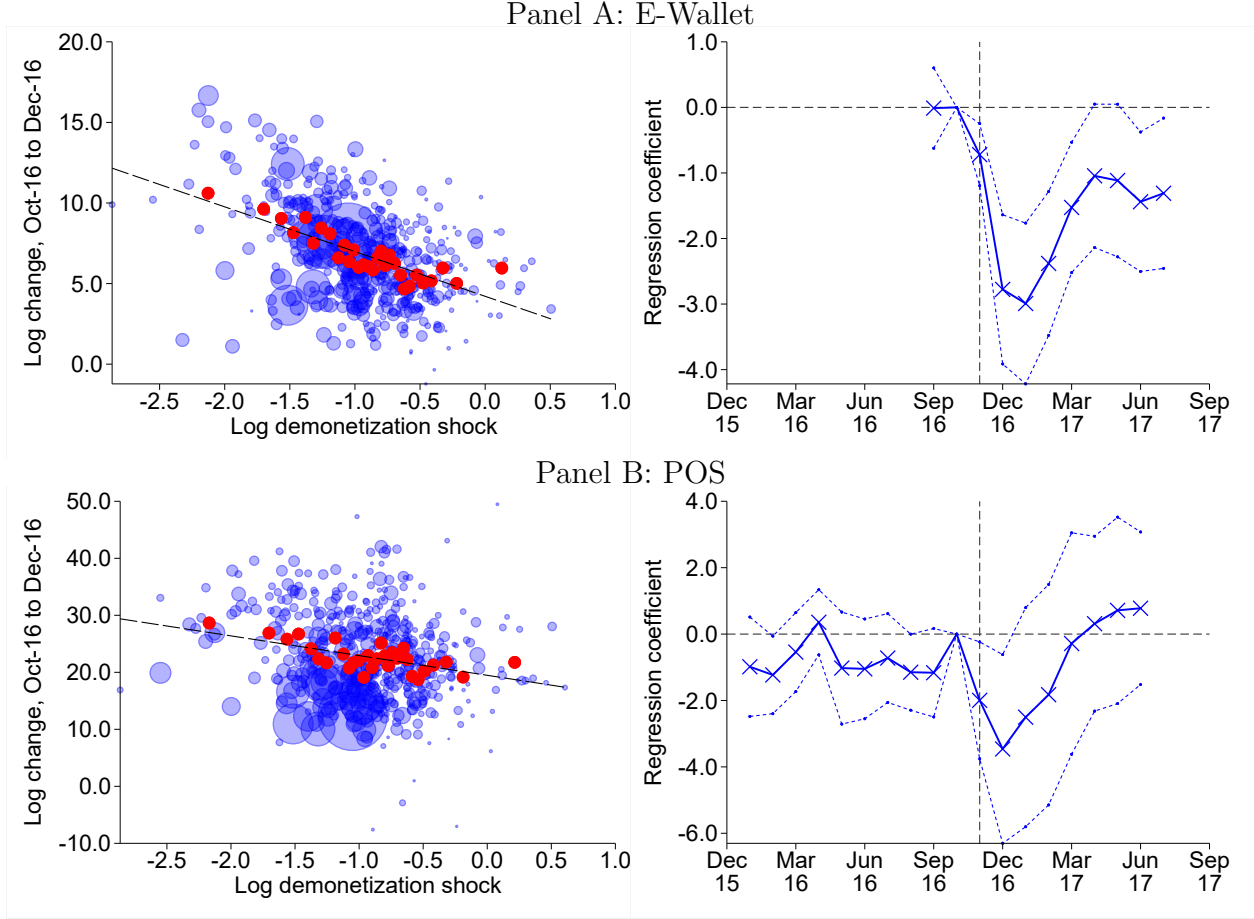 Panel A: E-Wallet
Log change, Oct-16 to Dec-16
20.0
15.0
10.0
5.0
0.0
-2.5 -2.0 -1.5 -1.0 -0.5 0.0 0.5 1.0
Log demonetization shock
Regression coefficient
1.0
0.0
-1.0
-2.0
-3.0
-4.0
Dec Mar Jun Sep Dec Mar Jun Sep
15 16 16 16 16 17 17 17
Panel B: POS
Log change, Oct-16 to Dec-16
50.0
40.0
30.0
20.0
10.0
0.0
-10.0
-2.5 -2.0 -1.5 -1.0 -0.5 0.0 0.5 1.0
Log demonetization shock
Regression coefficient
4.0
2.0
0.0
-2.0
-4.0
-6.0
Dec Mar Jun Sep Dec Mar Jun Sep
15 16 16 16 16 17 17 17